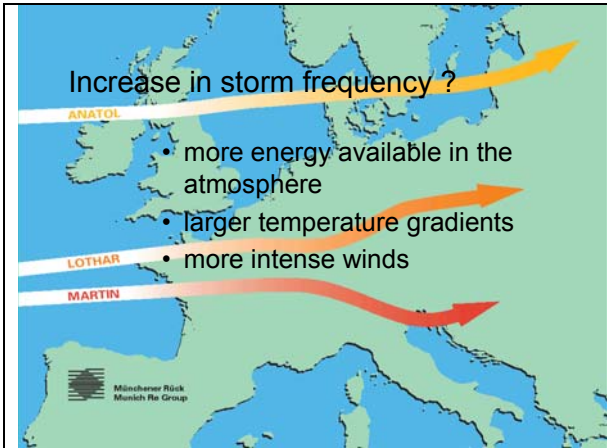 Increase in storm frequency ?
ANATOL
• more energy available in the
atmosphere
• larger temperature gradients
• more intense winds
LOTHAR
MARTIN
Münchener Rück
Munich Re Group